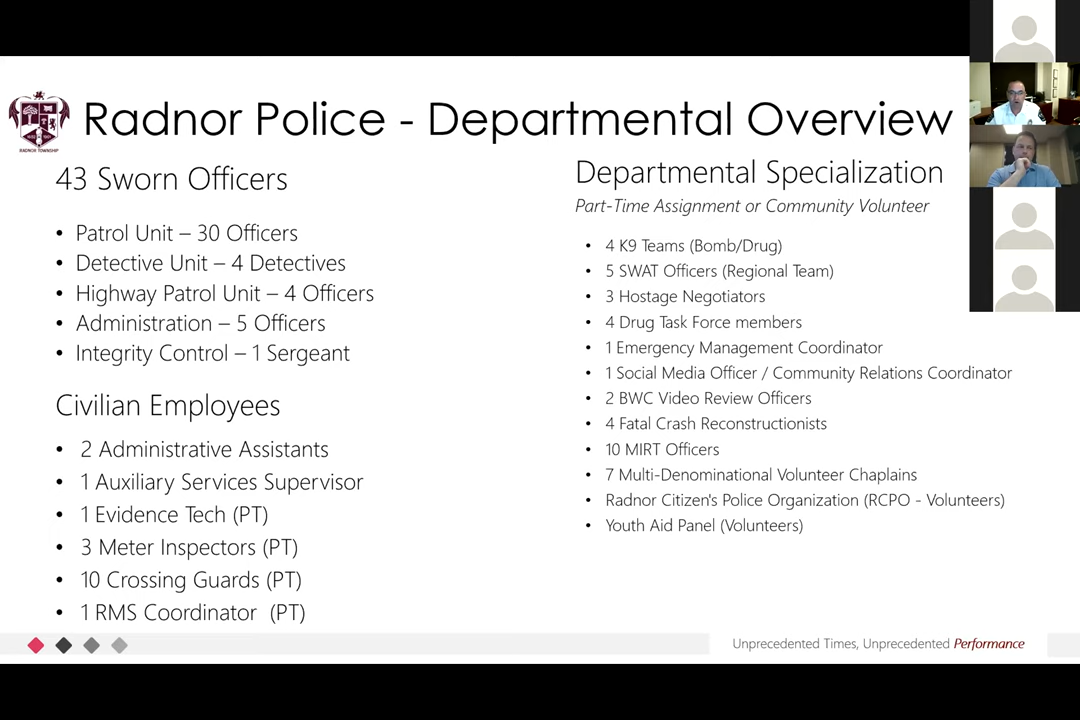 Radnor Police - Departmental Overview
RADNOR TOWNSHIP
43 Sworn Officers
• Patrol Unit – 30 Officers
• Detective Unit – 4 Detectives
• Highway Patrol Unit – 4 Officers
• Administration – 5 Officers
• Integrity Control – 1 Sergeant
Civilian Employees
• 2 Administrative Assistants
• 1 Auxiliary Services Supervisor
• 1 Evidence Tech (PT)
• 3 Meter Inspectors (PT)
• 10 Crossing Guards (PT)
• 1 RMS Coordinator (PT)
Departmental Specialization
Part-Time Assignment or Community Volunteer
• 4 K9 Teams (Bomb/Drug)
• 5 SWAT Officers (Regional Team)
• 3 Hostage Negotiators
• 4 Drug Task Force members
• 1 Emergency Management Coordinator
• 1 Social Media Officer / Community Relations Coordinator
• 2 BWC Video Review Officers
• 4 Fatal Crash Reconstructionists
• 10 MIRT Officers
• 7 Multi-Denominational Volunteer Chaplains
• Radnor Citizen's Police Organization (RCPO - Volunteers)
• Youth Aid Panel (Volunteers)
Unprecedented Times, Unprecedented Performance